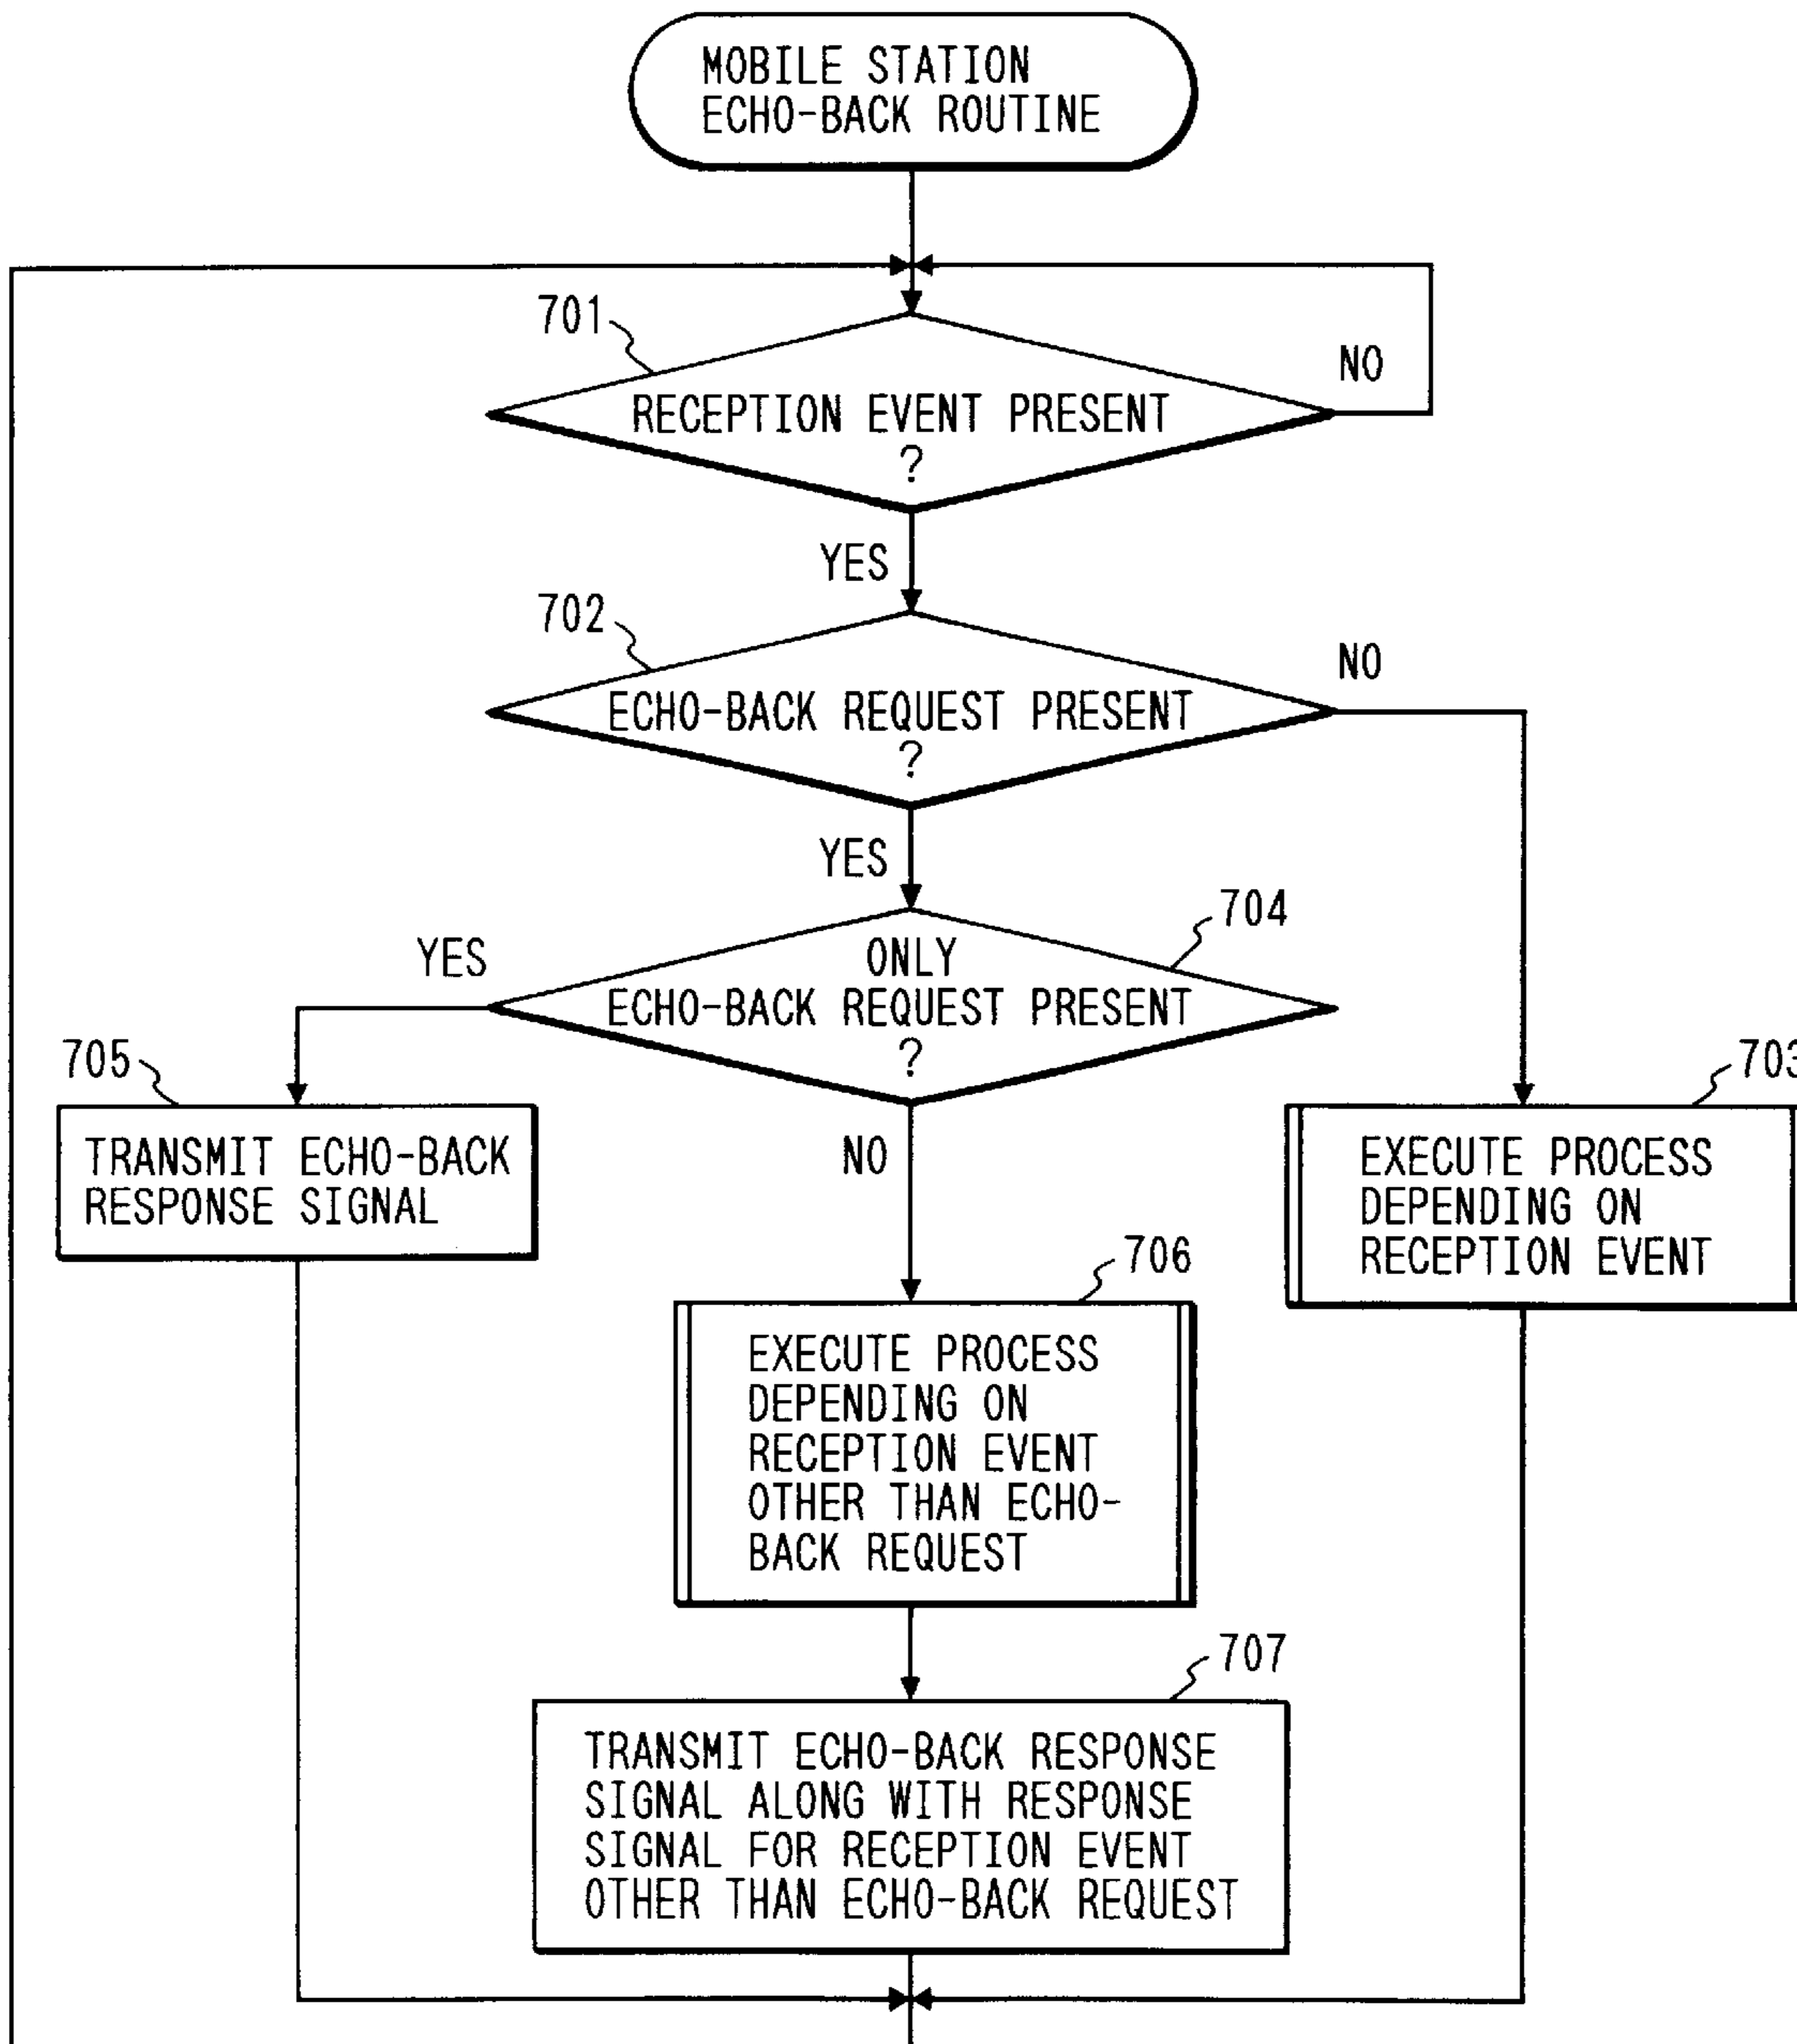 MOBILE STATION
ECHO-BACK ROUTINE
701
RECEPTION EVENT PRESENT
?
NO
YES
702
ECHO-BACK REQUEST PRESENT
?
NO
YES
704
YES
ONLY
ECHO-BACK REQUEST PRESENT
?
NO
705
TRANSMIT ECHO-BACK
RESPONSE SIGNAL
703
EXECUTE PROCESS
DEPENDING ON
RECEPTION EVENT
706
EXECUTE PROCESS
DEPENDING ON
RECEPTION EVENT
OTHER THAN ECHO-
BACK REQUEST
707
TRANSMIT ECHO-BACK RESPONSE
SIGNAL ALONG WITH RESPONSE
SIGNAL FOR RECEPTION EVENT
OTHER THAN ECHO-BACK REQUEST